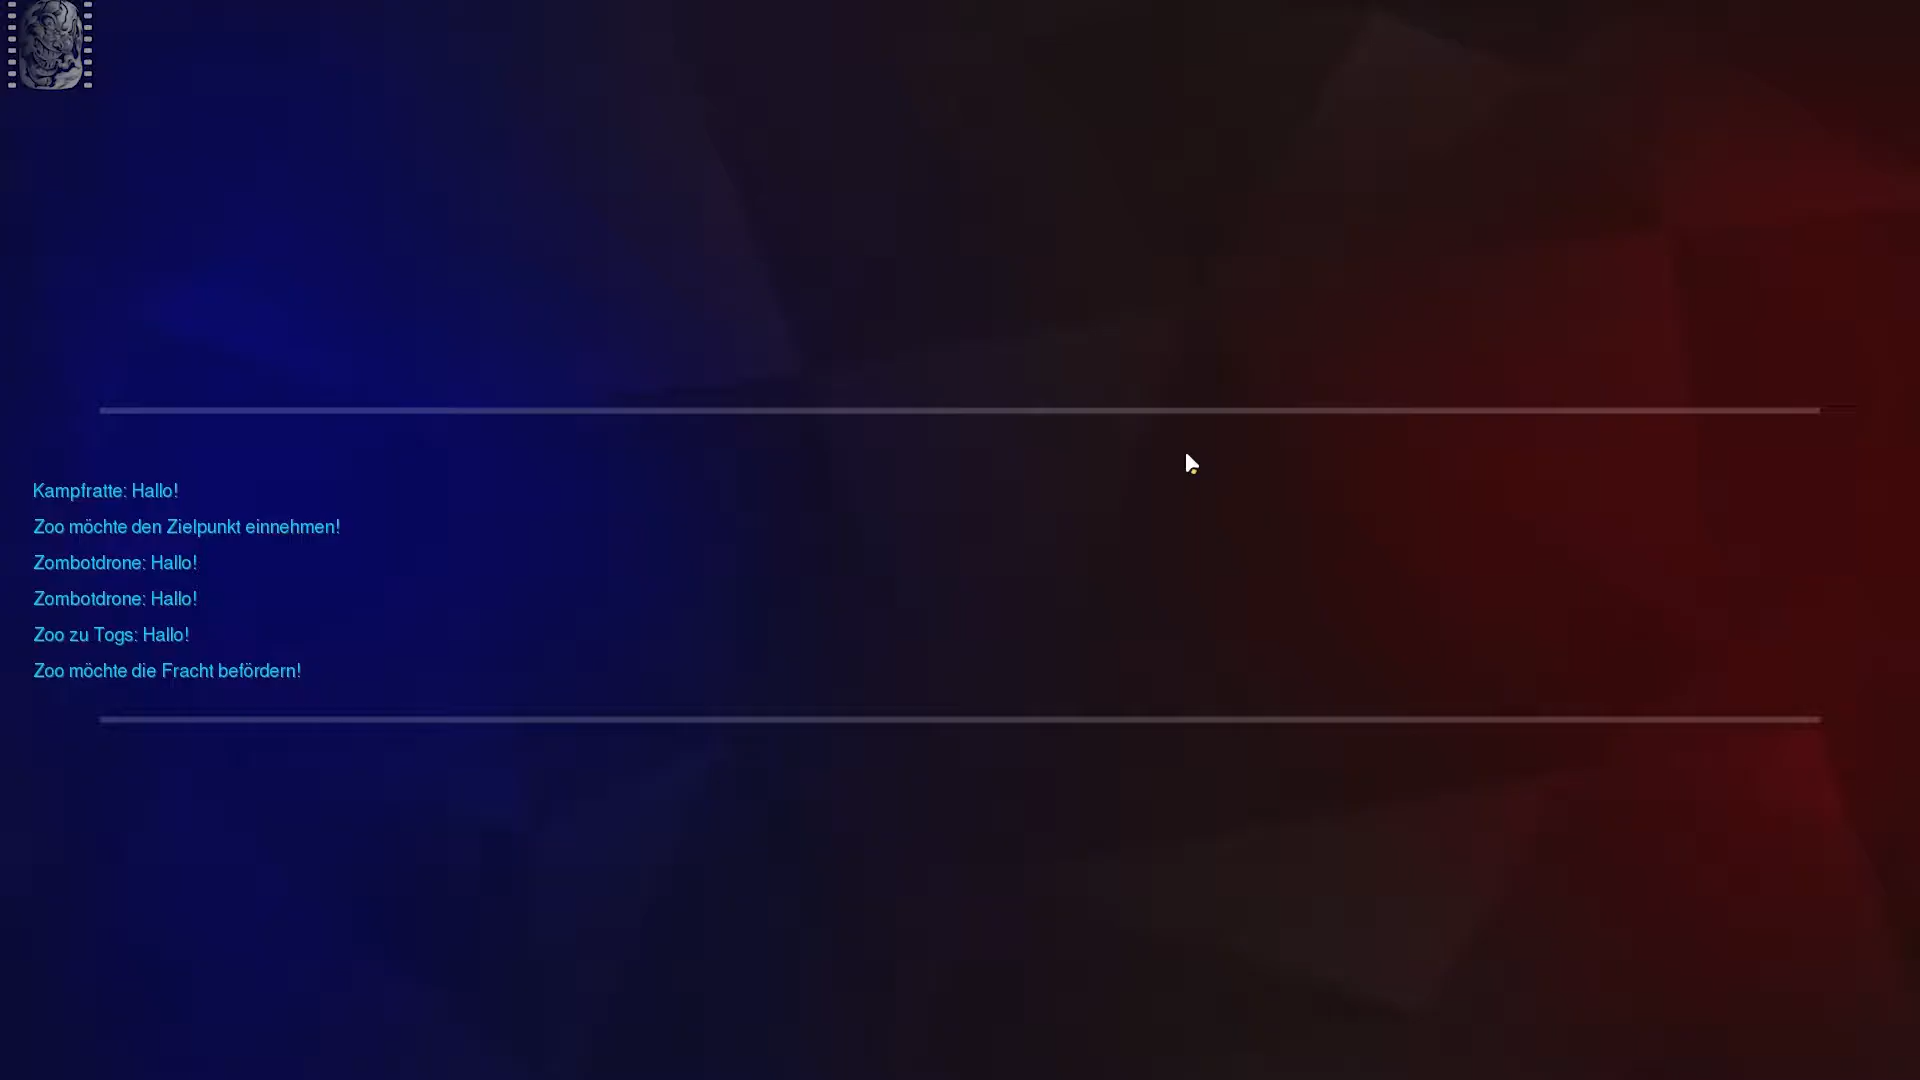 Kampfratte: Hallo!
Zoo möchte den Zielpunkt einnehmen!
Zombotdrone: Hallo!
Zombotdrone: Hallo!
Zoo zu Togs: Hallo!
Zoo möchte die Fracht befördern!